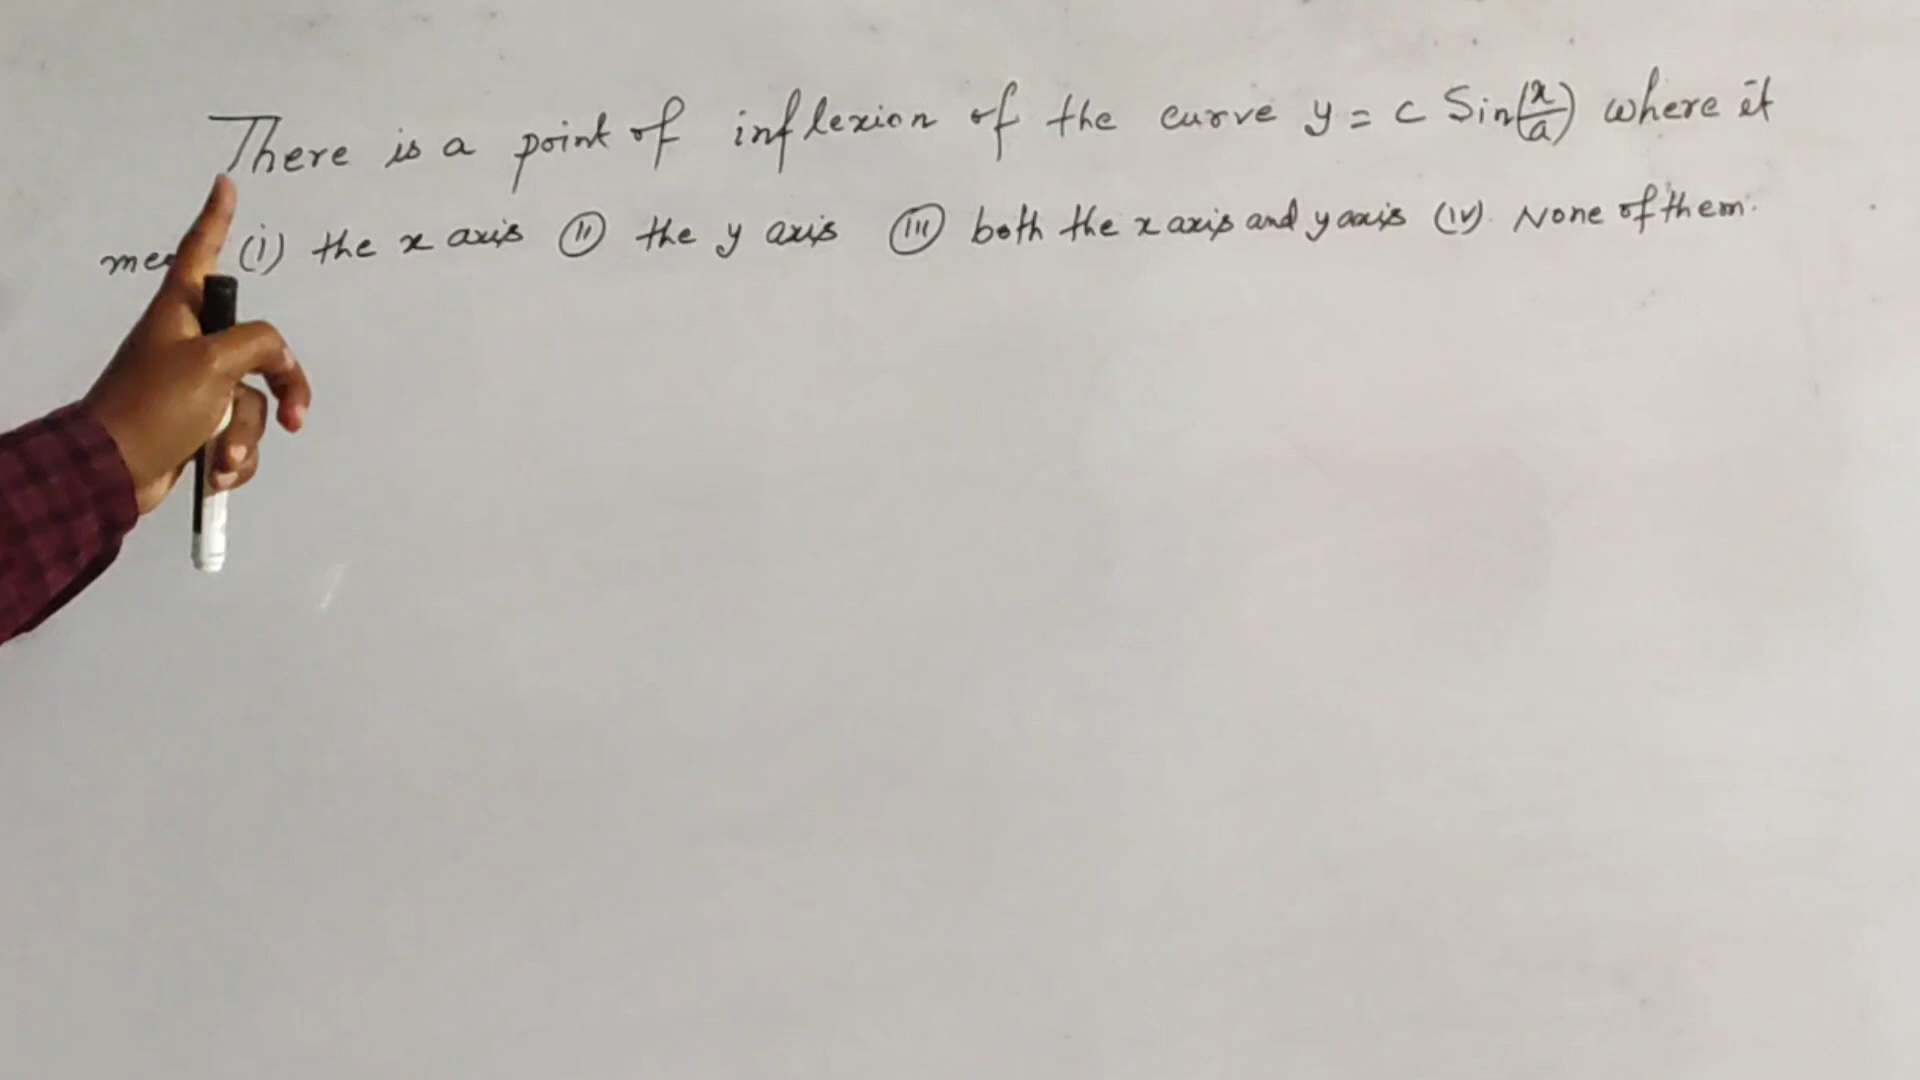 There is a point of inflexion of the curve y = c Sin(x/a) where it
(i) the x axis (ii) the y axis (iii) both the x axis and y axis (iv). None of them.